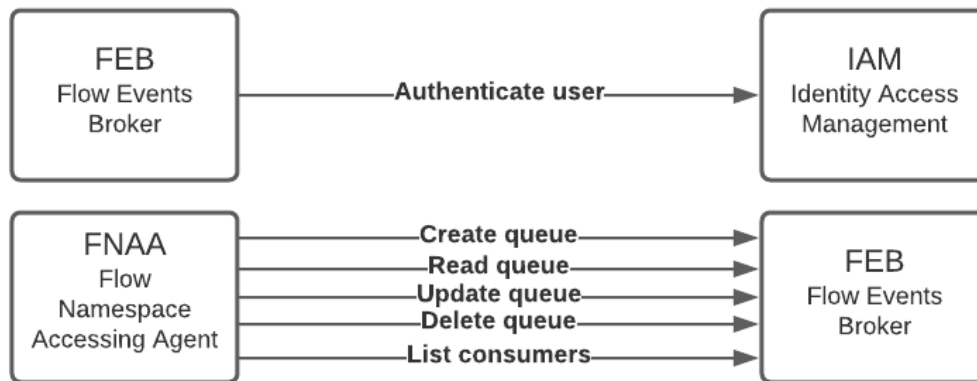 FEB
Flow Events
Broker
Authenticate user
IAM
Identity Access
Management
FNAA
Flow
Namespace
Accessing Agent
Create queue
Read queue
Update queue
Delete queue
List consumers
FEB
Flow Events
Broker